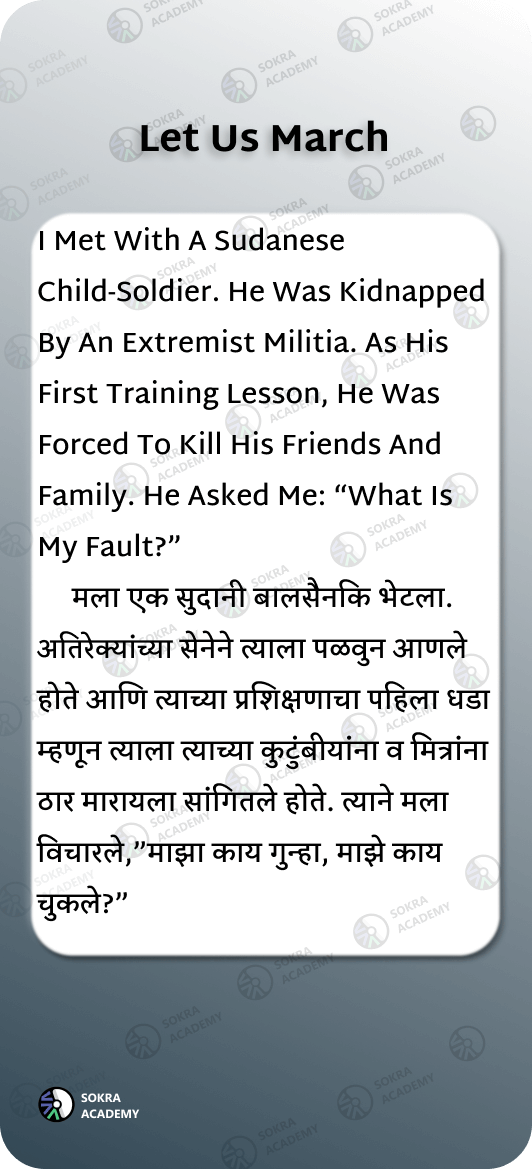 Let Us March
I Met With A Sudanese
Child-Soldier. He Was Kidnapped
By An Extremist Militia. As His
First Training Lesson, He Was
Forced To Kill His Friends And
Family. He Asked Me: “What Is
My Fault?”
मला एक सुदानी बालसैनकि भेटला.
अतिरेक्यांच्या सेनेने त्याला पळवुन आणले
होते आणि त्याच्या प्रशिक्षणाचा पहिला धडा
म्हणून त्याला त्याच्या कुटुंबीयांना व मित्रांना
ठार मारायला सांगितले होते. त्याने मला
विचारले,”माझा काय गुन्हा, माझे काय
चुकले?”
SOKRA
ACADEMY